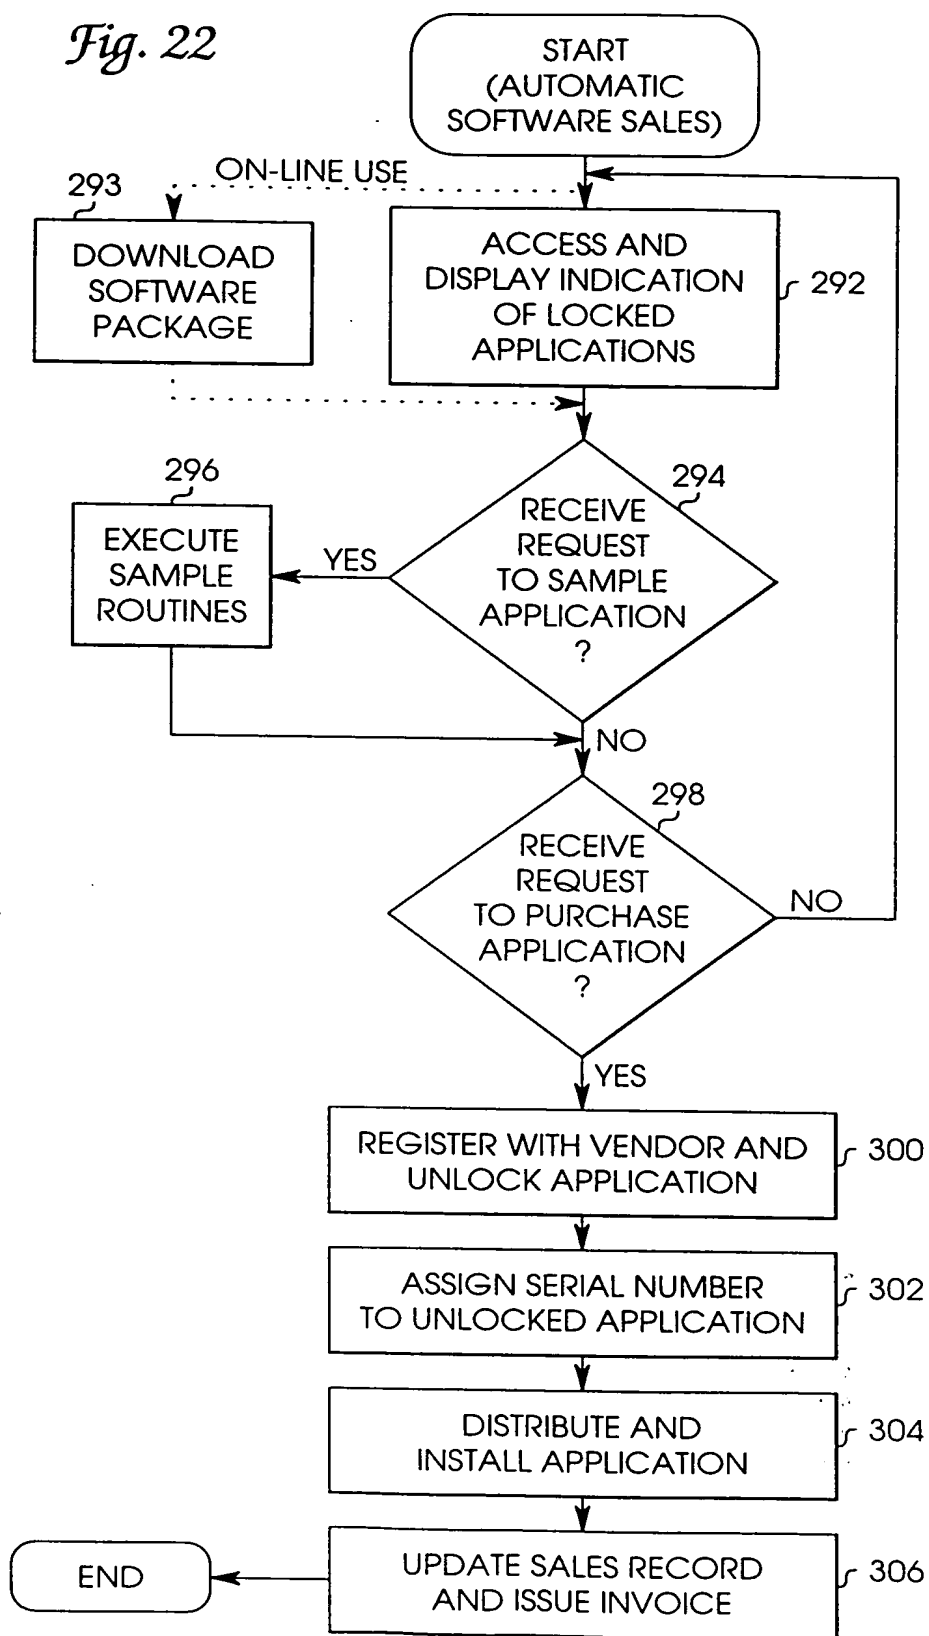 Fig. 22
START
(AUTOMATIC
SOFTWARE SALES)
ON-LINE USE
293
DOWNLOAD
SOFTWARE
PACKAGE
ACCESS AND
DISPLAY INDICATION
OF LOCKED
APPLICATIONS
292
296
EXECUTE
SAMPLE
ROUTINES
YES
294
RECEIVE
REQUEST
TO SAMPLE
APPLICATION
?
NO
298
RECEIVE
REQUEST
TO PURCHASE
APPLICATION
?
NO
YES
REGISTER WITH VENDOR AND
UNLOCK APPLICATION
300
ASSIGN SERIAL NUMBER
TO UNLOCKED APPLICATION
302
DISTRIBUTE AND
INSTALL APPLICATION
304
UPDATE SALES RECORD
AND ISSUE INVOICE
306
END